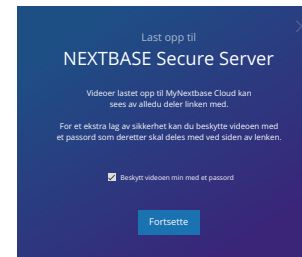 Last opp til
NEXTBASE Secure Server
Videoer lastet opp til MyNextbase Cloud kan
sees av alledu deler linken med.
For et ekstra lag av sikkerhet kan du beskytte videoen med
et passord som deretter skal deles med ved siden av lenken.
Beskytt videoen min med et passord
Fortsette